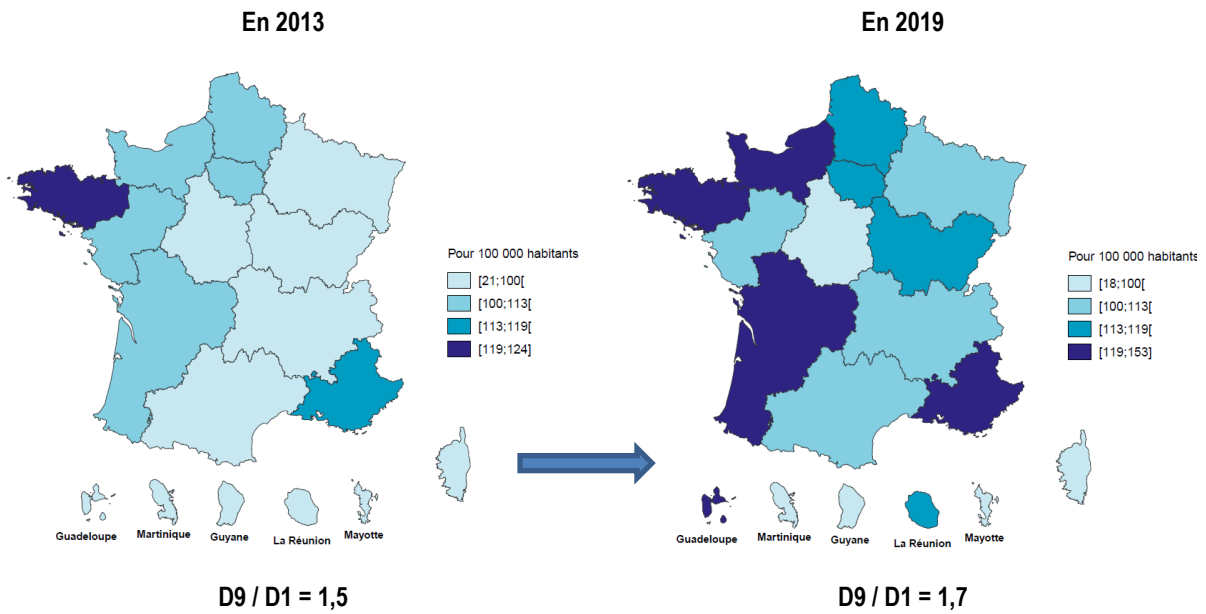 En 2013
Pour 100 000 habitants
[21;100[
[100;113[
[113;119[
[119;124]
Guadeloupe
Martinique
Guyane
La Réunion
Mayotte
D9 / D1 = 1,5
En 2019
Pour 100 000 habitants
[18;100[
[100;113[
[113;119[
[119;153]
Guadeloupe
Martinique
Guyane
La Réunion
Mayotte
D9 / D1 = 1,7